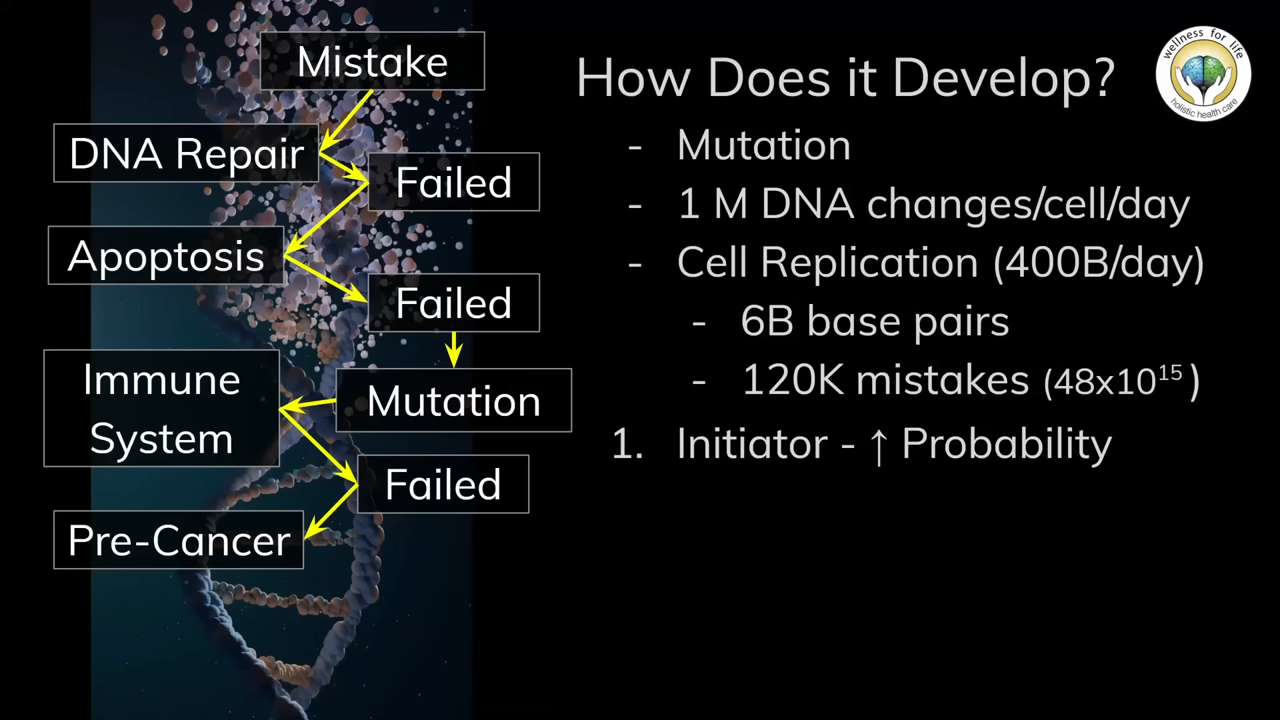 Mistake
DNA Repair
Failed
Apoptosis
Failed
Mutation
Immune
System
Failed
Pre-Cancer
How Does it Develop?
- Mutation
- 1 M DNA changes/cell/day
- Cell Replication (400B/day)
- 6B base pairs
- 120K mistakes (48x10¹⁵)
1. Initiator - ↑ Probability
wellness for life
holistic health care